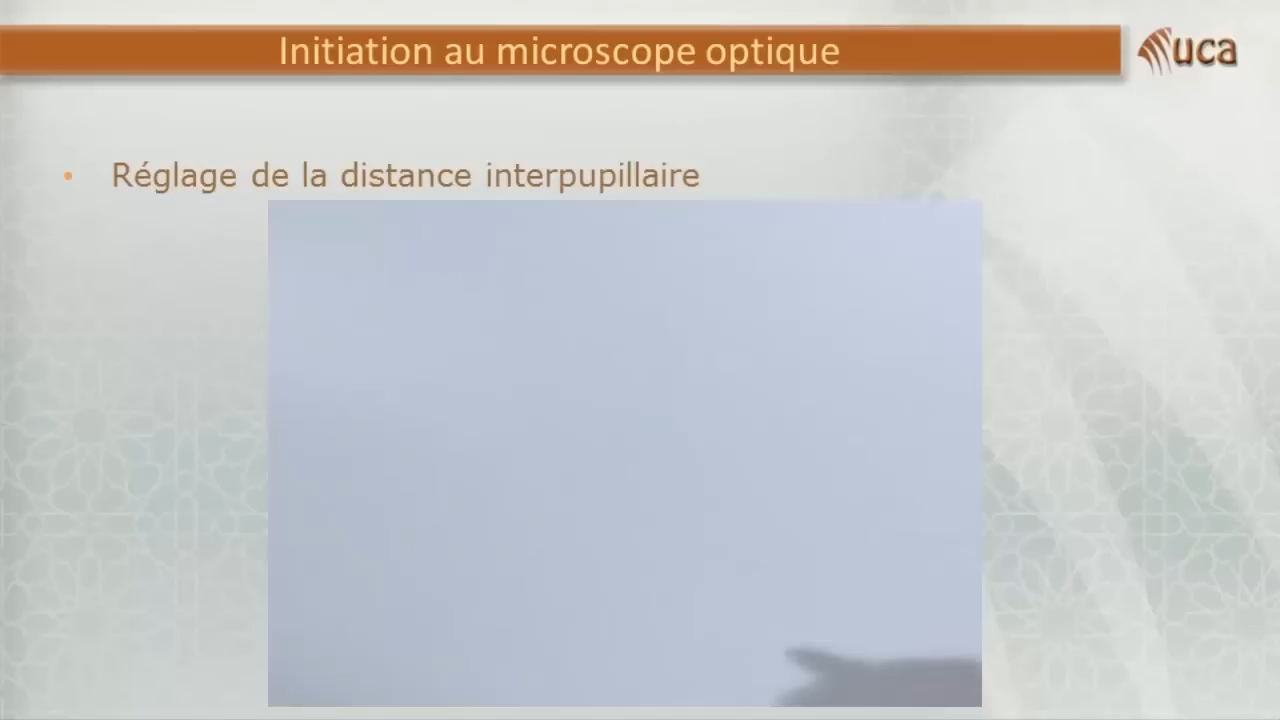 Initiation au microscope optique
uca
• Réglage de la distance interpupillaire